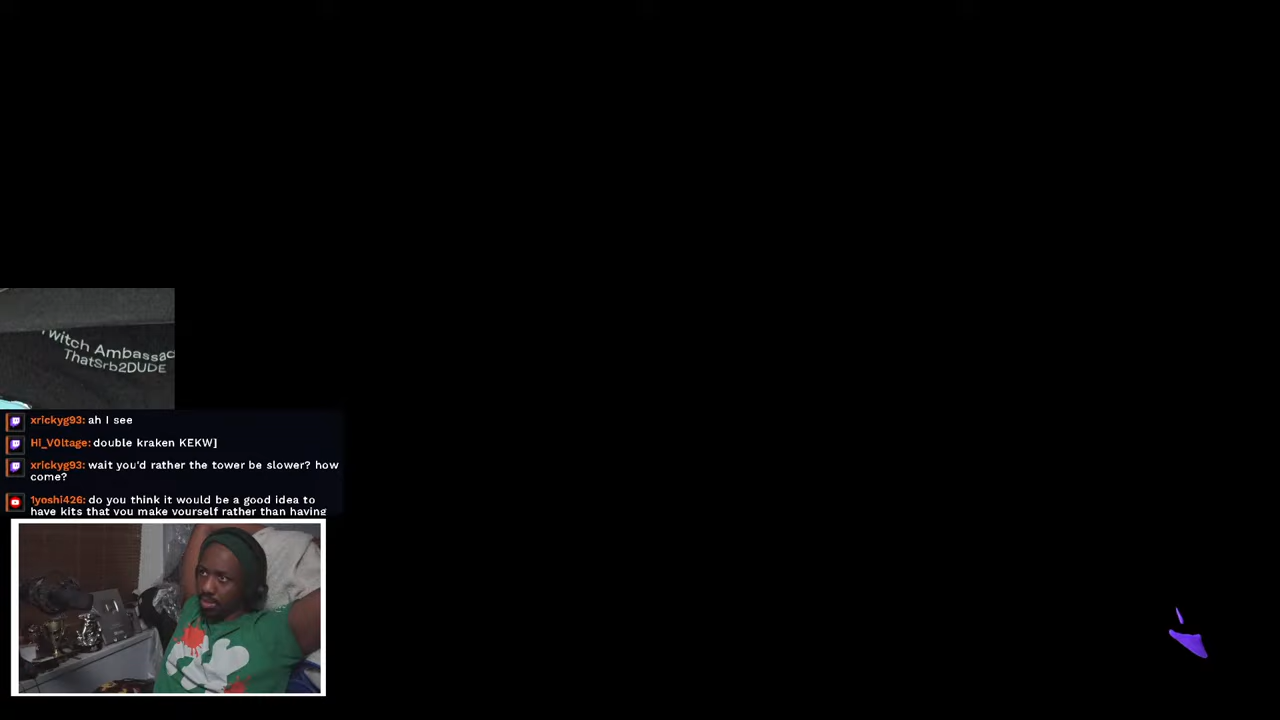 Twitch Ambassac
ThatSrb2DUDE
xrickyg93: ah I see
Hi_V0ltage: double kraken KEKW]
xrickyg93: wait you'd rather the tower be slower? how
come?
1yoshi426: do you think it would be a good idea to
have kits that you make yourself rather than having